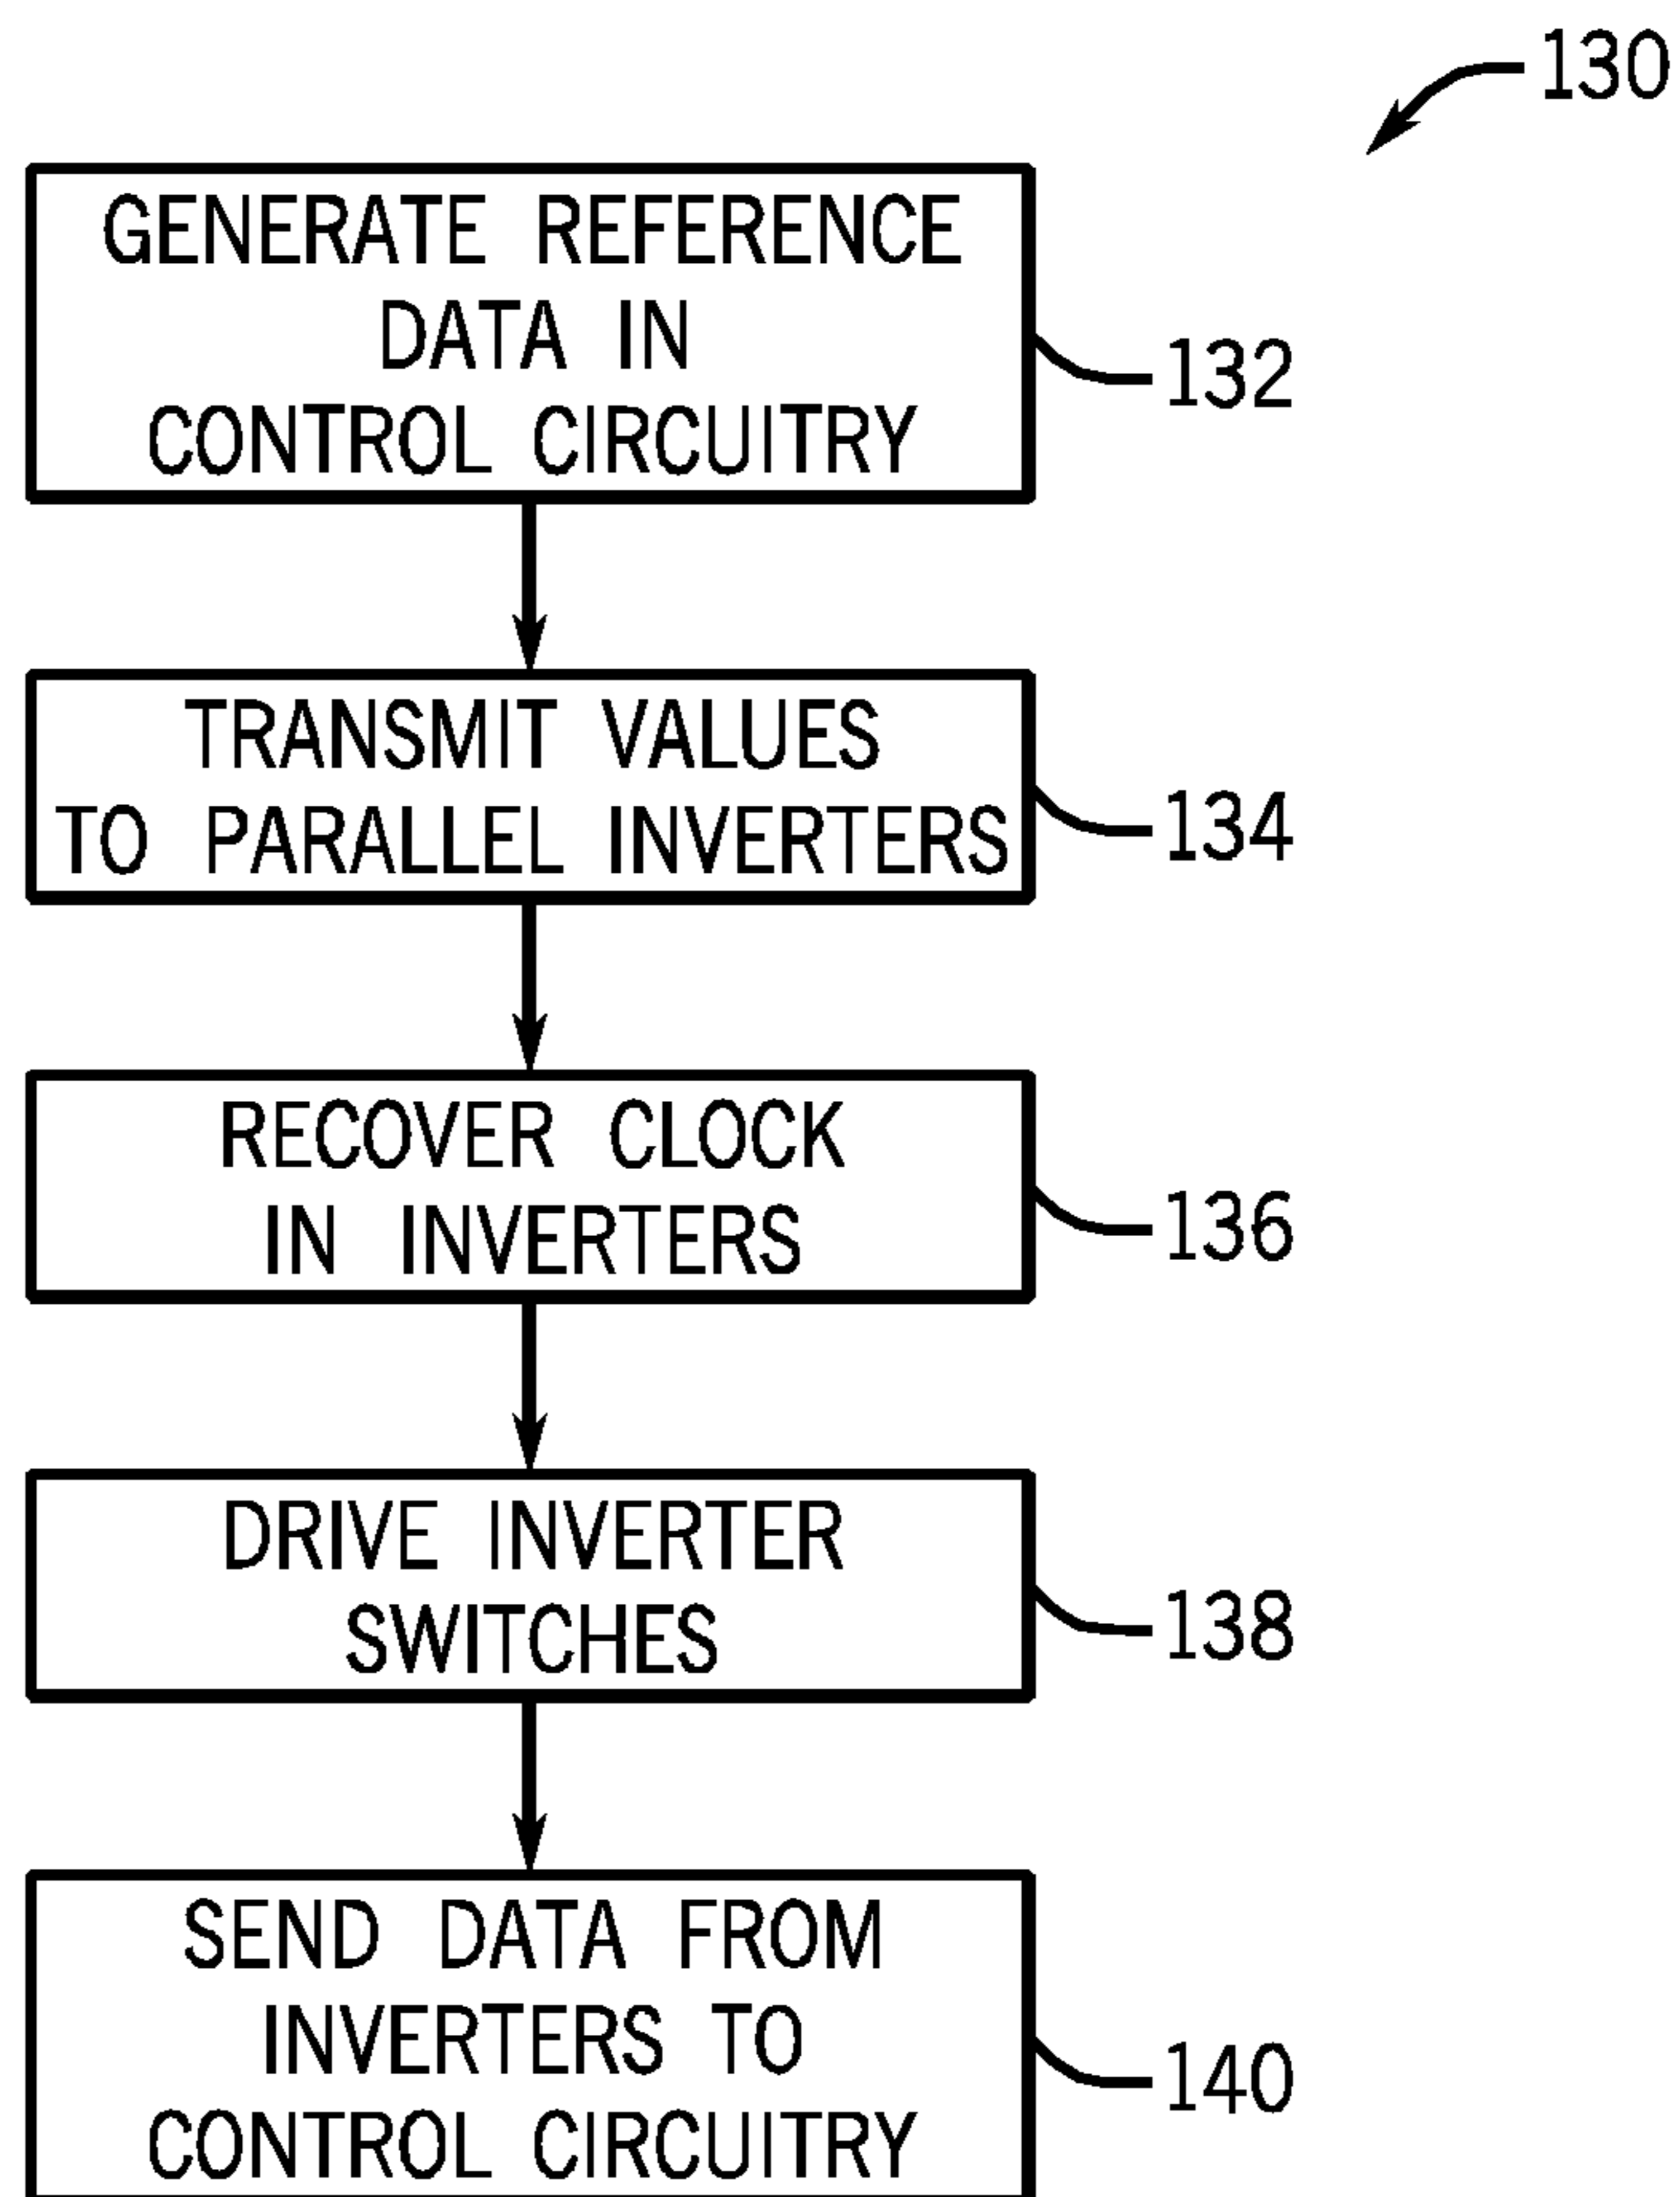 130
GENERATE REFERENCE
DATA IN
CONTROL CIRCUITRY
132
TRANSMIT VALUES
TO PARALLEL INVERTERS
134
RECOVER CLOCK
IN INVERTERS
136
DRIVE INVERTER
SWITCHES
138
SEND DATA FROM
INVERTERS TO
CONTROL CIRCUITRY
140